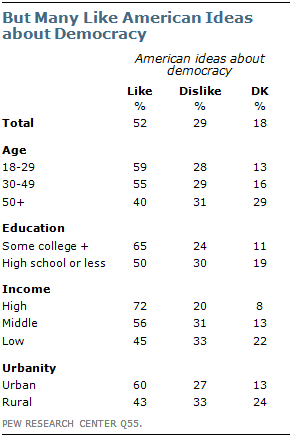 But Many Like American Ideas
about Democracy
American ideas about
democracy
Like Dislike DK
% % %
Total 52 29 18
Age
18-29 59 28 13
30-49 55 29 16
50+ 40 31 29
Education
Some college + 65 24 11
High school or less 50 30 19
Income
High 72 20 8
Middle 56 31 13
Low 45 33 22
Urbanity
Urban 60 27 13
Rural 43 33 24
PEW RESEARCH CENTER Q55.